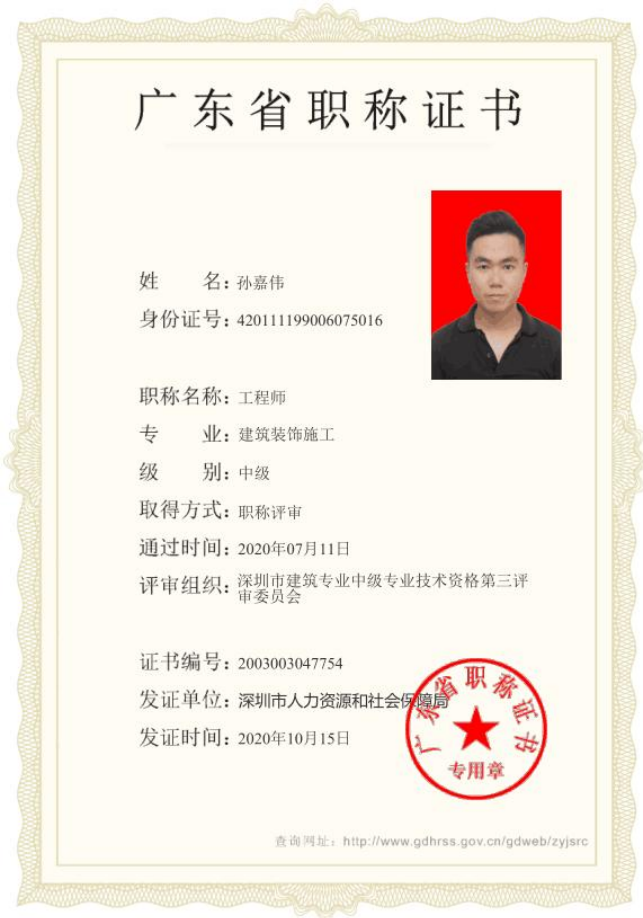 广东省职称证书
姓 名：孙嘉伟
身份证号：420111199006075016
职称名称：工程师
专 业：建筑装饰施工
级 别：中级
取得方式：职称评审
通过时间：2020年07月11日
评审组织：深圳市建筑专业中级专业技术资格第三评
审委员会
证书编号：2003003047754
发证单位：深圳市人力资源和社会保障局
发证时间：2020年10月15日
广东省职称证书
专用章
查询网址：http://www.gdhrss.gov.cn/gdweb/zyjsrc